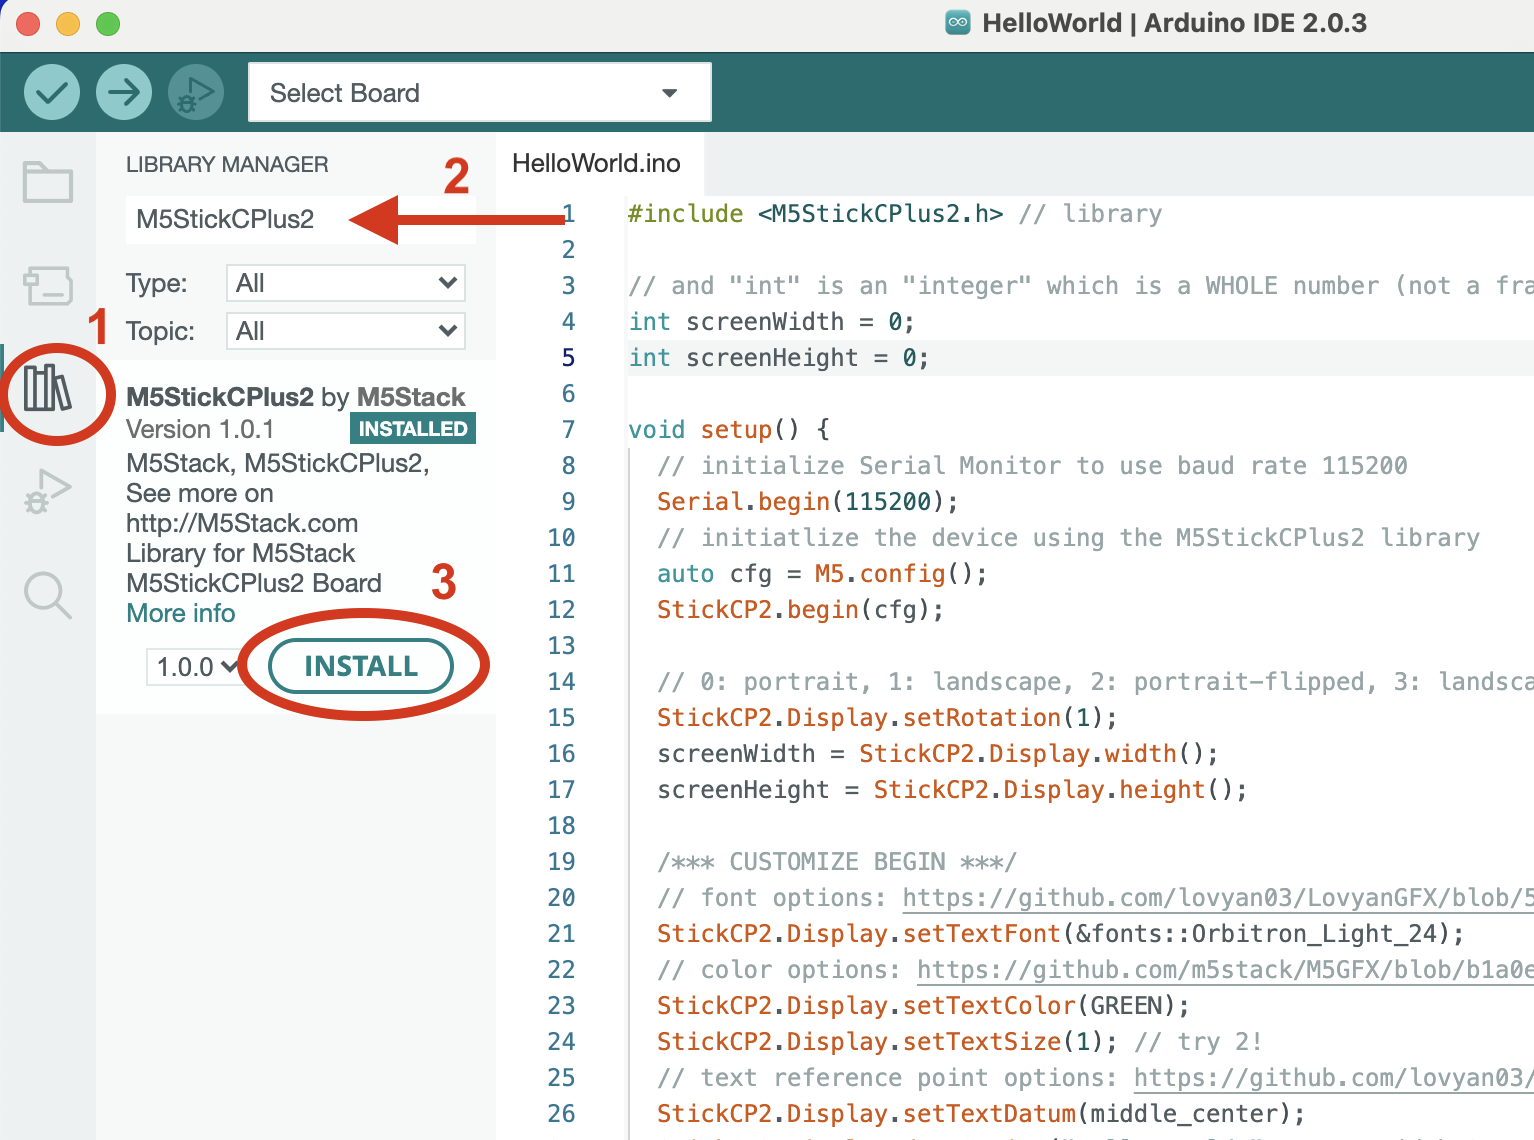 HelloWorld | Arduino IDE 2.0.3
Select Board
LIBRARY MANAGER
2
M5StickCPlus2
Type: All
1
Topic: All
M5StickCPlus2 by M5Stack
Version 1.0.1 INSTALLED
M5Stack, M5StickCPlus2,
See more on
http://M5Stack.com
Library for M5Stack
M5StickCPlus2 Board
3
More info
1.0.0 INSTALL
HelloWorld.ino
1 #include <M5StickCPlus2.h> // library
2
3 // and "int" is an "integer" which is a WHOLE number (not a fra
4 int screenWidth = 0;
5 int screenHeight = 0;
6
7 void setup() {
8 // initialize Serial Monitor to use baud rate 115200
9 Serial.begin(115200);
10 // initiatlize the device using the M5StickCPlus2 library
11 auto cfg = M5.config();
12 StickCP2.begin(cfg);
13
14 // 0: portrait, 1: landscape, 2: portrait-flipped, 3: landsca
15 StickCP2.Display.setRotation(1);
16 screenWidth = StickCP2.Display.width();
17 screenHeight = StickCP2.Display.height();
18
19 /*** CUSTOMIZE BEGIN ***/
20 // font options: https://github.com/lovyan03/LovyanGFX/blob/5
21 StickCP2.Display.setTextFont(&fonts::Orbitron_Light_24);
22 // color options: https://github.com/m5stack/M5GFX/blob/b1a0e
23 StickCP2.Display.setTextColor(GREEN);
24 StickCP2.Display.setTextSize(1); // try 2!
25 // text reference point options: https://github.com/lovyan03/
26 StickCP2.Display.setTextDatum(middle_center);